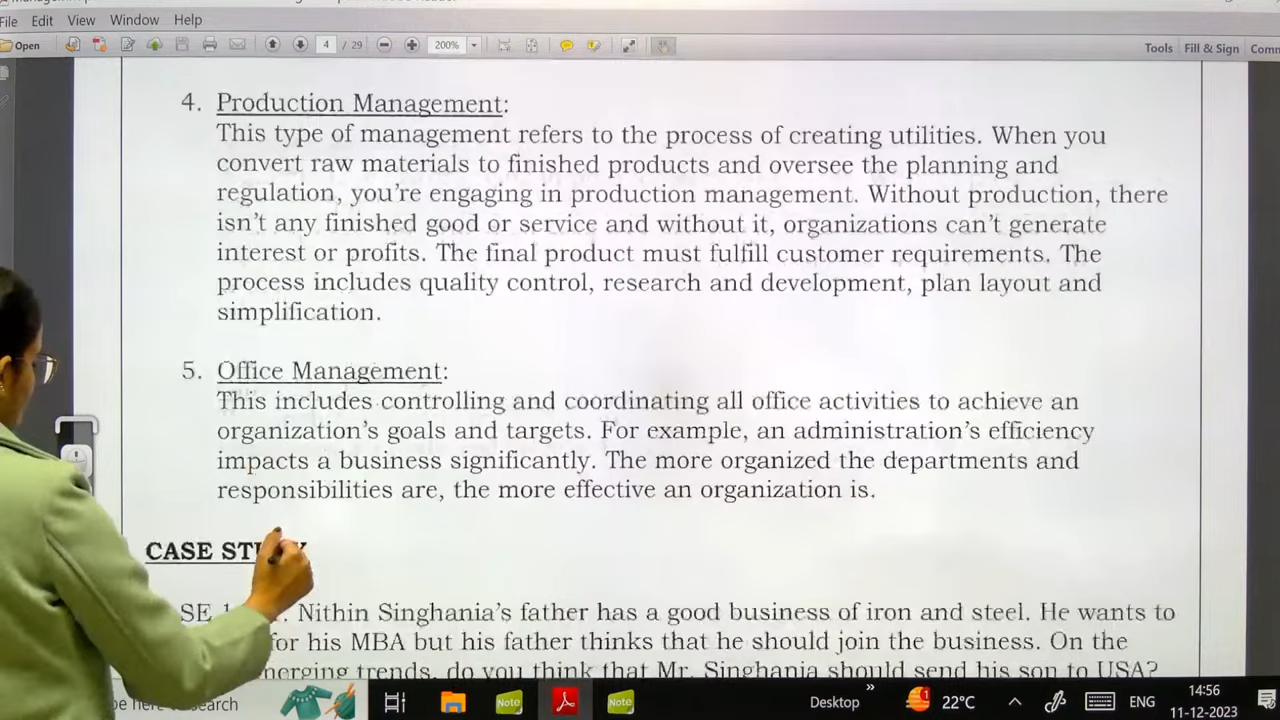 File Edit View Window Help
Open 4 / 29 200% Tools Fill & Sign Comm
4. Production Management:
This type of management refers to the process of creating utilities. When you
convert raw materials to finished products and oversee the planning and
regulation, you're engaging in production management. Without production, there
isn't any finished good or service and without it, organizations can't generate
interest or profits. The final product must fulfill customer requirements. The
process includes quality control, research and development, plan layout and
simplification.
5. Office Management:
This includes controlling and coordinating all office activities to achieve an
organization's goals and targets. For example, an administration's efficiency
impacts a business significantly. The more organized the departments and
responsibilities are, the more effective an organization is.
CASE
Nithin Singhania's father has a good business of iron and steel. He wants to
for his MBA but his father thinks that he should join the business. On the
do you think that Mr. Singhania should send his son to USA?
Note Note Desktop » 1 22°C ENG 14:56
11-12-2023